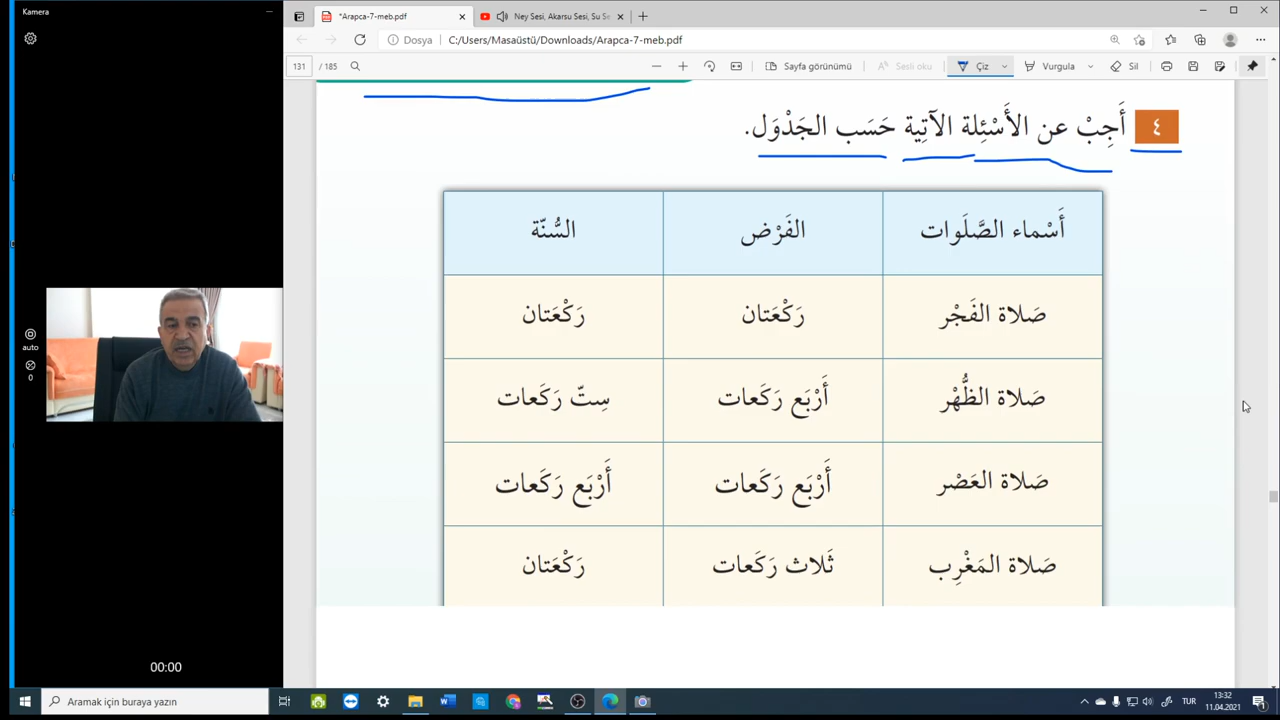 Kamera
*Arapca-7-meb.pdf
Ney Sesi, Akarsu Sesi, Su Se
Dosya
C:/Users/Masaüstü/Downloads/Arapca-7-meb.pdf
131 / 185
Sayfa görünümü
Sesli oku
Çiz
Vurgula
Sil
٤ أَجِبْ عن الأَسْئِلة الآتِية حَسَب الجَدْوَل.
أَسْماء الصَّلَوات الفَرْض السُّنّة
صَلاة الفَجْر رَكْعَتان رَكْعَتان
صَلاة الظُّهْر أَرْبَع رَكَعات سِتّ رَكَعات
صَلاة العَصْر أَرْبَع رَكَعات أَرْبَع رَكَعات
صَلاة المَغْرِب ثَلاث رَكَعات رَكْعَتان
auto
0
00:00
Aramak için buraya yazın
TUR
13:32
11.04.2021
1